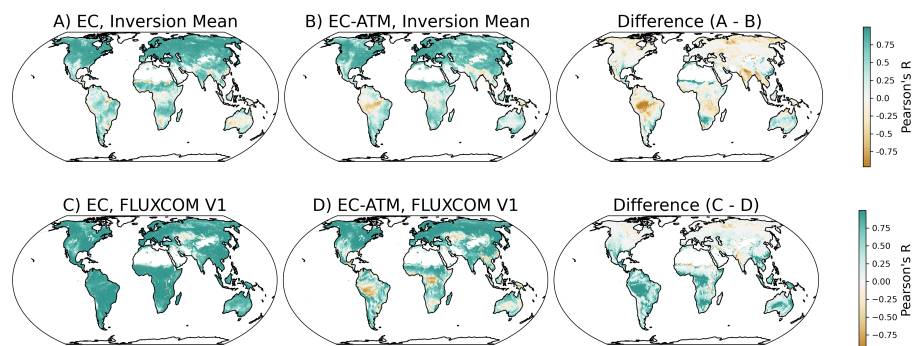 A) EC, Inversion Mean
B) EC-ATM, Inversion Mean
Difference (A - B)
0.75
0.50
0.25
0.0
-0.25
-0.50
-0.75
Pearson's R
C) EC, FLUXCOM V1
D) EC-ATM, FLUXCOM V1
Difference (C - D)
0.75
0.50
0.25
0.00
-0.25
-0.50
-0.75
Pearson's R